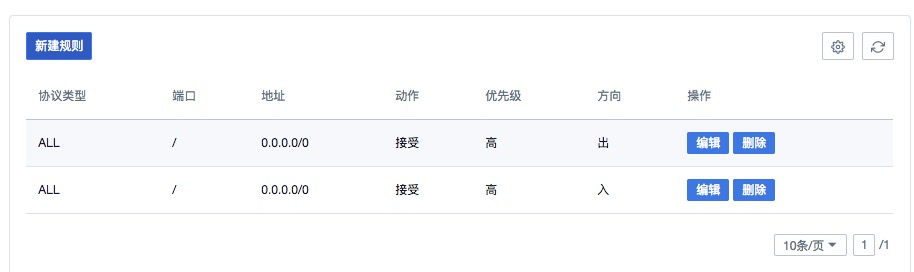 新建规则
协议类型 端口 地址 动作 优先级 方向 操作
ALL / 0.0.0.0/0 接受 高 出 编辑 删除
ALL / 0.0.0.0/0 接受 高 入 编辑 删除
10条/页 1 /1